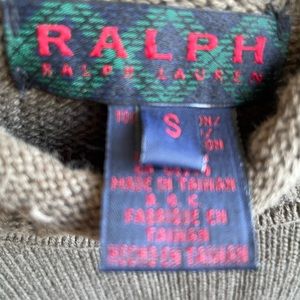 RALPH
RALPH LAUREN
S
MADE IN TAIWAN
R.O.C
FABRIQUE EN
TAIWAN
HECHO EN TAIWAN